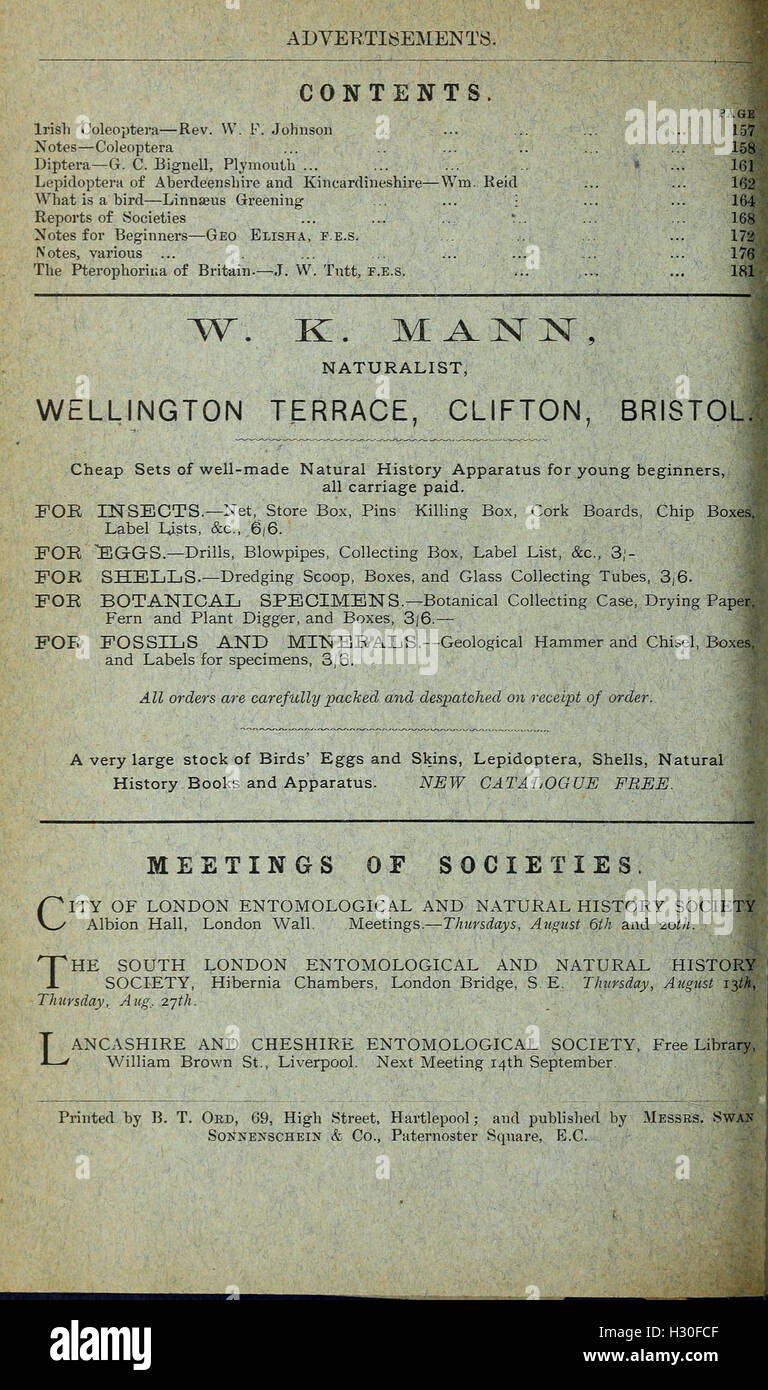 ADVERTISEMENTS.
CONTENTS.
PAGE
Irish Coleoptera—Rev. W. F. Johnson ... ... ... ... 157
Notes—Coleoptera ... ... .. ... ... 158
Diptera—G. C. Bignell, Plymouth ... ... ... ... ... 161
Lepidoptera of Aberdeenshire and Kincardineshire—Wm. Reid ... ... 162
What is a bird—Linnæus Greening ... ... ... ... 164
Reports of Societies ... ... ... ... ... ... 168
Notes for Beginners—GEO ELISHA, F.E.S. ... ... ... 172
Notes, various ... ... ... ... ... ... ... 176
The Pterophorina of Britain.—J. W. Tutt, F.E.S. ... ... ... 181
W. K. MANN,
NATURALIST,
WELLINGTON TERRACE, CLIFTON, BRISTOL.
Cheap Sets of well-made Natural History Apparatus for young beginners,
all carriage paid.
FOR INSECTS.—Net, Store Box, Pins Killing Box, Cork Boards, Chip Boxes,
Label Lists, &c., 6/6.
FOR EGGS.—Drills, Blowpipes, Collecting Box, Label List, &c., 3/-
FOR SHELLS.—Dredging Scoop, Boxes, and Glass Collecting Tubes, 3/6.
FOR BOTANICAL SPECIMENS.—Botanical Collecting Case, Drying Paper,
Fern and Plant Digger, and Boxes, 3/6.—
FOR FOSSILS AND MINERALS.—Geological Hammer and Chisel, Boxes,
and Labels for specimens, 3/6.
All orders are carefully packed and despatched on receipt of order.
A very large stock of Birds' Eggs and Skins, Lepidoptera, Shells, Natural
History Books and Apparatus. NEW CATALOGUE FREE.
MEETINGS OF SOCIETIES.
CITY OF LONDON ENTOMOLOGICAL AND NATURAL HISTORY SOCIETY
Albion Hall, London Wall. Meetings.—Thursdays, August 6th and 20th.
THE SOUTH LONDON ENTOMOLOGICAL AND NATURAL HISTORY
SOCIETY, Hibernia Chambers, London Bridge, S.E. Thursday, August 13th,
Thursday, Aug. 27th.
LANCASHIRE AND CHESHIRE ENTOMOLOGICAL SOCIETY, Free Library,
William Brown St., Liverpool. Next Meeting 14th September.
Printed by B. T. ORD, 69, High Street, Hartlepool; and published by MESSRS. SWAN
SONNENSCHEIN & Co., Paternoster Square, E.C.
alamy
alamy
alamy
a a a a a a
alamy
H30FCF
www.alamy.com